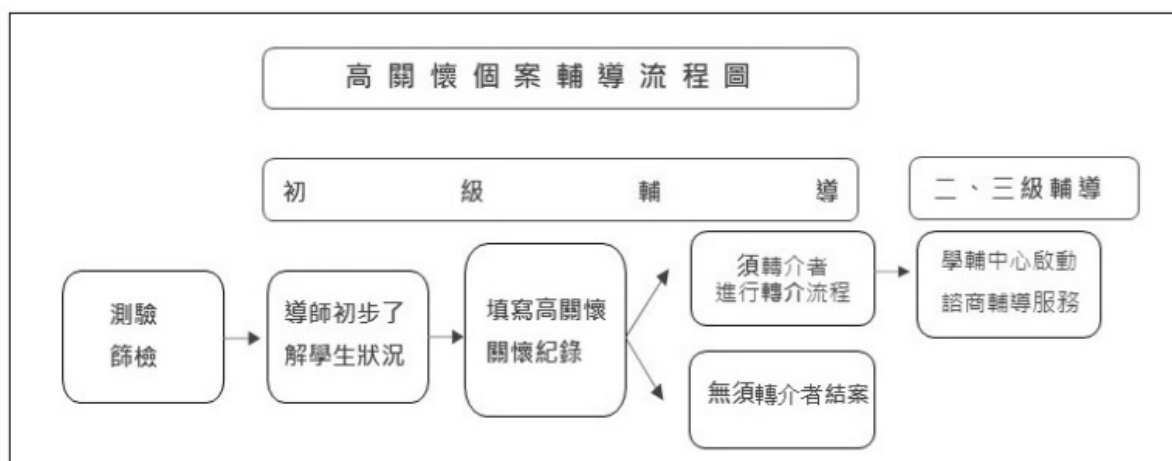 高關懷個案輔導流程圖
初級輔導
二、三級輔導
測驗
篩檢
導師初步了
解學生狀況
填寫高關懷
關懷紀錄
須轉介者
進行轉介流程
無須轉介者結案
學輔中心啟動
諮商輔導服務